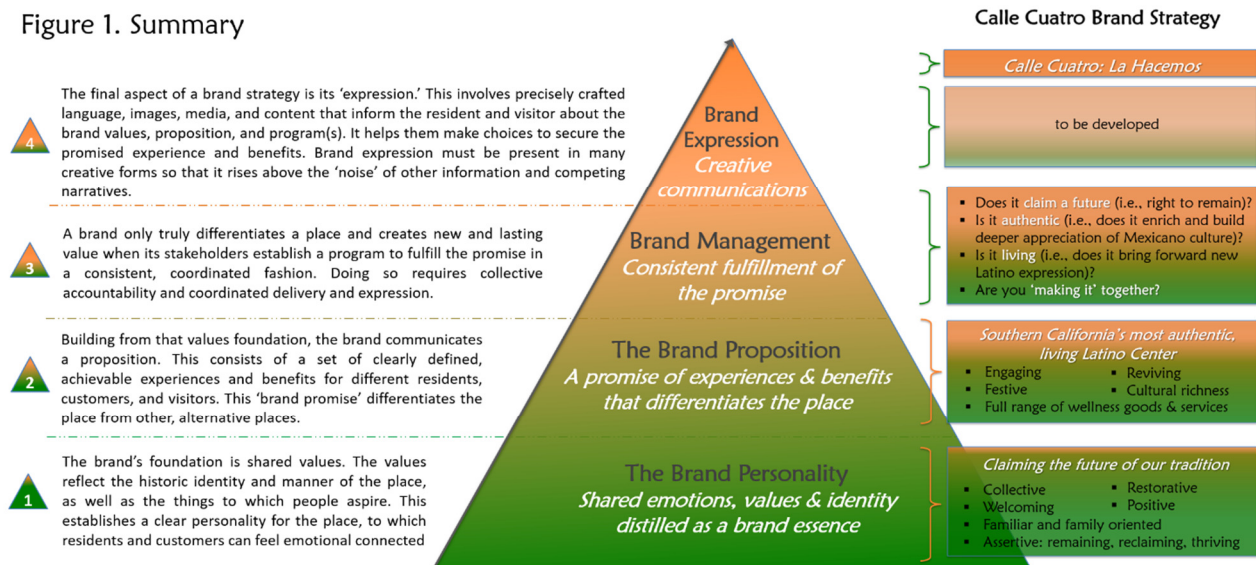 Figure 1. Summary
Calle Cuatro Brand Strategy
4
The final aspect of a brand strategy is its ‘expression.’ This involves precisely crafted
language, images, media, and content that inform the resident and visitor about the
brand values, proposition, and program(s). It helps them make choices to secure the
promised experience and benefits. Brand expression must be present in many
creative forms so that it rises above the ‘noise’ of other information and competing
narratives.
Brand
Expression
Creative
communications
Calle Cuatro: La Hacemos
to be developed
3
A brand only truly differentiates a place and creates new and lasting
value when its stakeholders establish a program to fulfill the promise in
a consistent, coordinated fashion. Doing so requires collective
accountability and coordinated delivery and expression.
Brand Management
Consistent fulfillment of
the promise
▪ Does it claim a future (i.e., right to remain)?
▪ Is it authentic (i.e., does it enrich and build
deeper appreciation of Mexicano culture)?
▪ Is it living (i.e., does it bring forward new
Latino expression)?
▪ Are you ‘making it’ together?
2
Building from that values foundation, the brand communicates
a proposition. This consists of a set of clearly defined,
achievable experiences and benefits for different residents,
customers, and visitors. This ‘brand promise’ differentiates the
place from other, alternative places.
The Brand Proposition
A promise of experiences & benefits
that differentiates the place
Southern California’s most authentic,
living Latino Center
▪ Engaging ▪ Reviving
▪ Festive ▪ Cultural richness
▪ Full range of wellness goods & services
1
The brand’s foundation is shared values. The values
reflect the historic identity and manner of the place,
as well as the things to which people aspire. This
establishes a clear personality for the place, to which
residents and customers can feel emotional connected
The Brand Personality
Shared emotions, values & identity
distilled as a brand essence
Claiming the future of our tradition
▪ Collective ▪ Restorative
▪ Welcoming ▪ Positive
▪ Familiar and family oriented
▪ Assertive: remaining, reclaiming, thriving